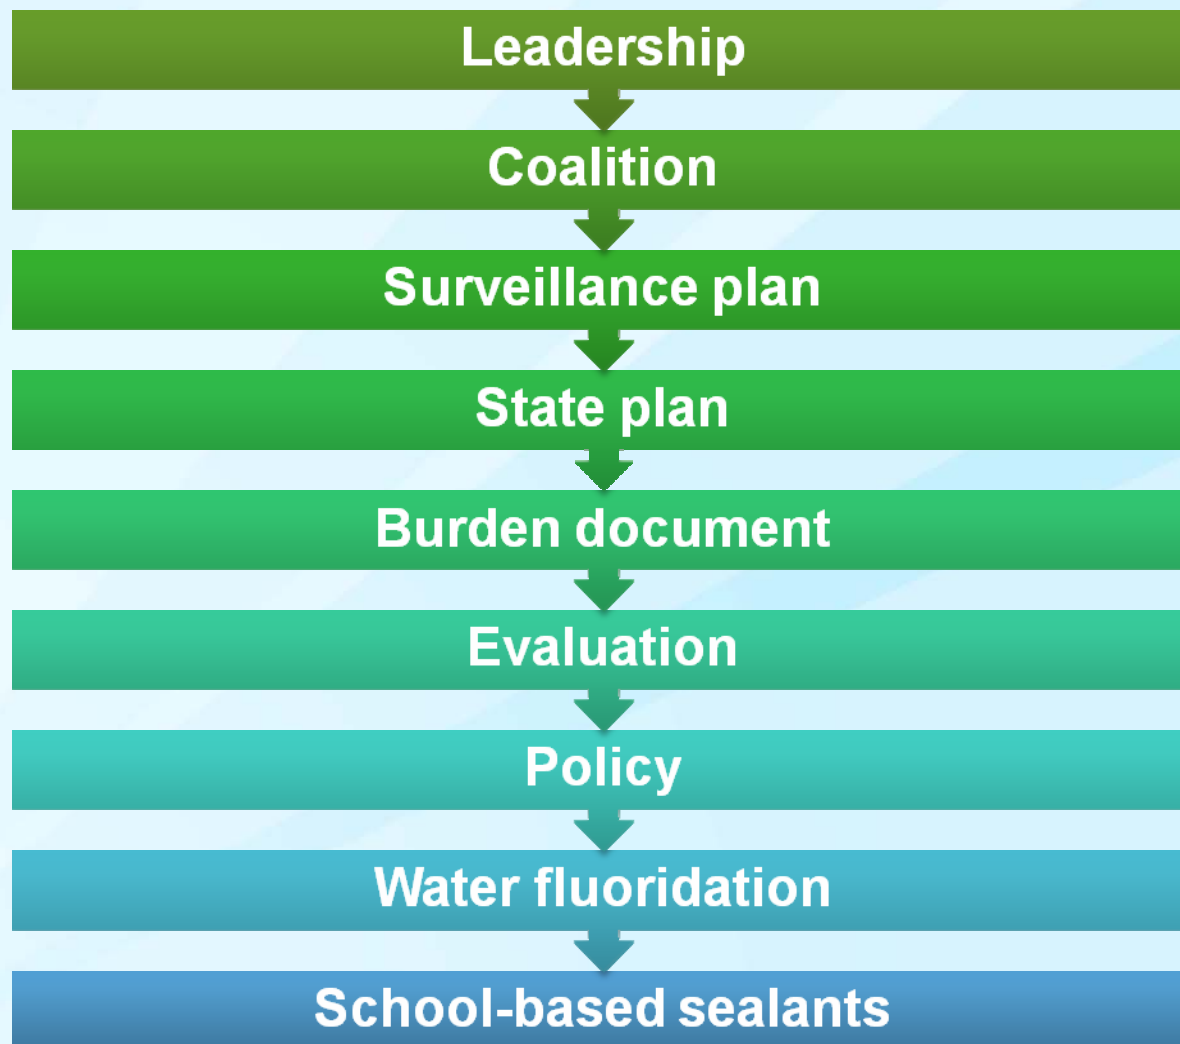 Leadership
Coalition
Surveillance plan
State plan
Burden document
Evaluation
Policy
Water fluoridation
School-based sealants